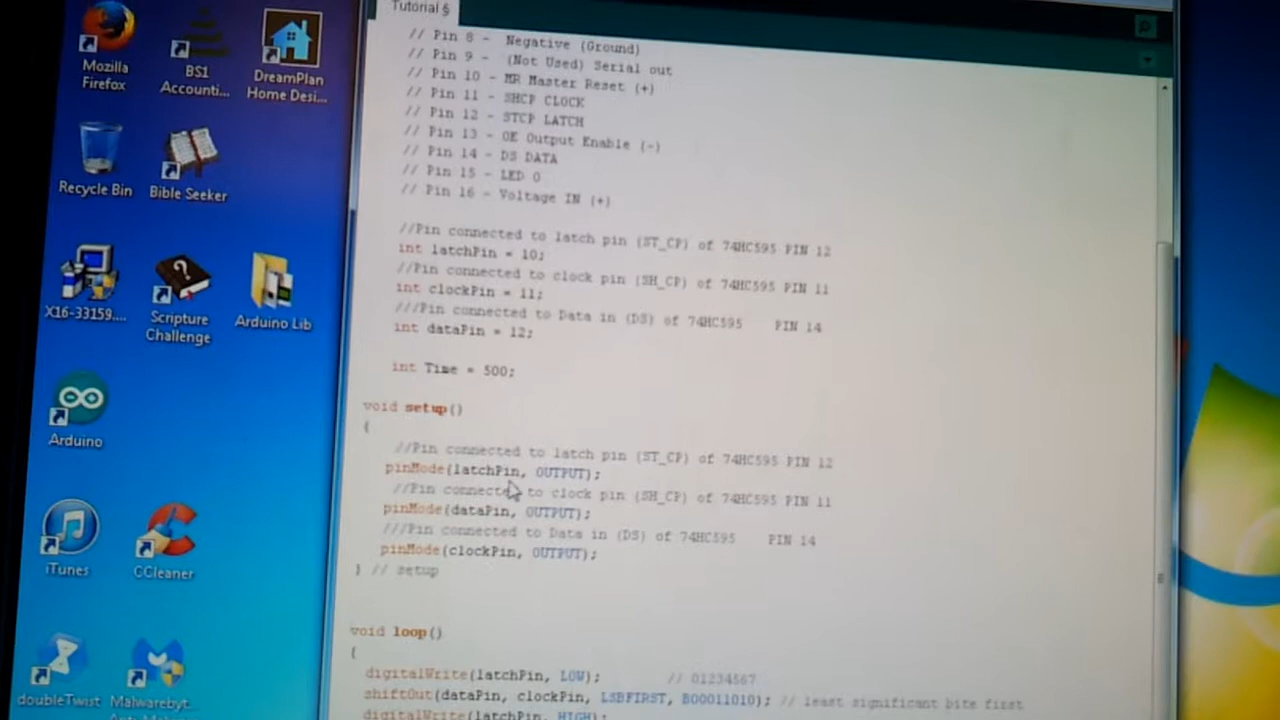 Mozilla
Firefox
BS1
Accounti...
DreamPlan
Home Desi...
Recycle Bin
Bible Seeker
X16-33159....
Scripture
Challenge
Arduino Lib
Arduino
iTunes
CCleaner
doubleTwist
Malwarebyt...
Tutorial §
// Pin 8 - Negative (Ground)
// Pin 9 - (Not Used) Serial out
// Pin 10 - MR Master Reset (+)
// Pin 11 - SHCP CLOCK
// Pin 12 - STCP LATCH
// Pin 13 - OE Output Enable (-)
// Pin 14 - DS DATA
// Pin 15 - LED 0
// Pin 16 - Voltage IN (+)
//Pin connected to latch pin (ST_CP) of 74HC595 PIN 12
int latchPin = 10;
//Pin connected to clock pin (SH_CP) of 74HC595 PIN 11
int clockPin = 11;
///Pin connected to Data in (DS) of 74HC595 PIN 14
int dataPin = 12;
int Time = 500;
void setup()
{
//Pin connected to latch pin (ST_CP) of 74HC595 PIN 12
pinMode(latchPin, OUTPUT);
//Pin connected to clock pin (SH_CP) of 74HC595 PIN 11
pinMode(dataPin, OUTPUT);
///Pin connected to Data in (DS) of 74HC595 PIN 14
pinMode(clockPin, OUTPUT);
} // setup
void loop()
{
digitalWrite(latchPin, LOW); // 01234567
shiftOut(dataPin, clockPin, LSBFIRST, B00011010); // least significant bite first
digitalWrite(latchPin, HIGH);